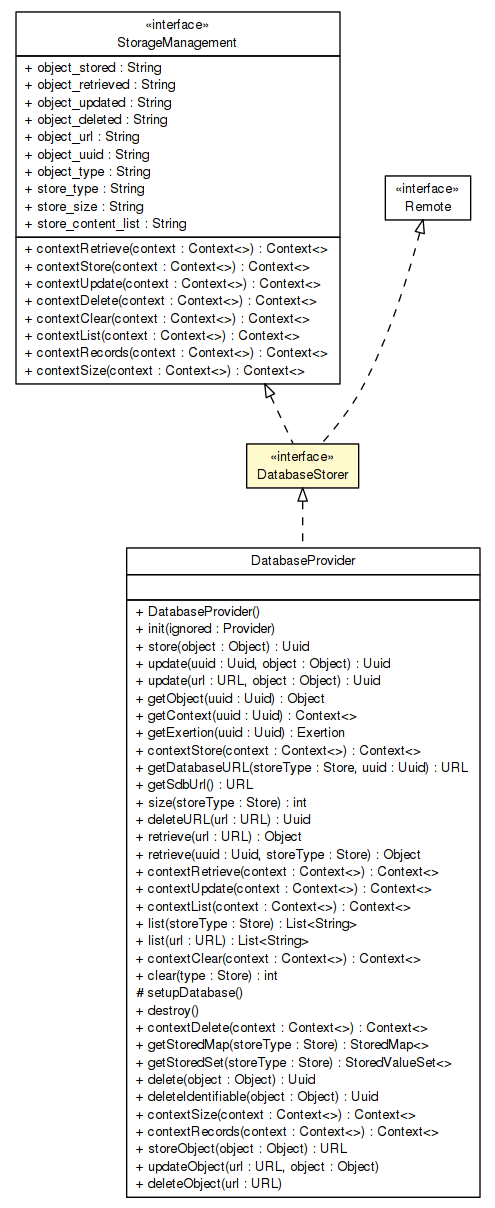 «interface»
StorageManagement
+ object_stored : String
+ object_retrieved : String
+ object_updated : String
+ object_deleted : String
+ object_url : String
+ object_uuid : String
+ object_type : String
+ store_type : String
+ store_size : String
+ store_content_list : String
+ contextRetrieve(context : Context<>) : Context<>
+ contextStore(context : Context<>) : Context<>
+ contextUpdate(context : Context<>) : Context<>
+ contextDelete(context : Context<>) : Context<>
+ contextClear(context : Context<>) : Context<>
+ contextList(context : Context<>) : Context<>
+ contextRecords(context : Context<>) : Context<>
+ contextSize(context : Context<>) : Context<>
«interface»
Remote
«interface»
DatabaseStorer
DatabaseProvider
+ DatabaseProvider()
+ init(ignored : Provider)
+ store(object : Object) : Uuid
+ update(uuid : Uuid, object : Object) : Uuid
+ update(url : URL, object : Object) : Uuid
+ getObject(uuid : Uuid) : Object
+ getContext(uuid : Uuid) : Context<>
+ getExertion(uuid : Uuid) : Exertion
+ contextStore(context : Context<>) : Context<>
+ getDatabaseURL(storeType : Store, uuid : Uuid) : URL
+ getSdbUrl() : URL
+ size(storeType : Store) : int
+ deleteURL(url : URL) : Uuid
+ retrieve(url : URL) : Object
+ retrieve(uuid : Uuid, storeType : Store) : Object
+ contextRetrieve(context : Context<>) : Context<>
+ contextUpdate(context : Context<>) : Context<>
+ contextList(context : Context<>) : Context<>
+ list(storeType : Store) : List<String>
+ list(url : URL) : List<String>
+ contextClear(context : Context<>) : Context<>
+ clear(type : Store) : int
# setupDatabase()
+ destroy()
+ contextDelete(context : Context<>) : Context<>
+ getStoredMap(storeType : Store) : StoredMap<>
+ getStoredSet(storeType : Store) : StoredValueSet<>
+ delete(object : Object) : Uuid
+ deleteIdentifiable(object : Object) : Uuid
+ contextSize(context : Context<>) : Context<>
+ contextRecords(context : Context<>) : Context<>
+ storeObject(object : Object) : URL
+ updateObject(url : URL, object : Object)
+ deleteObject(url : URL)